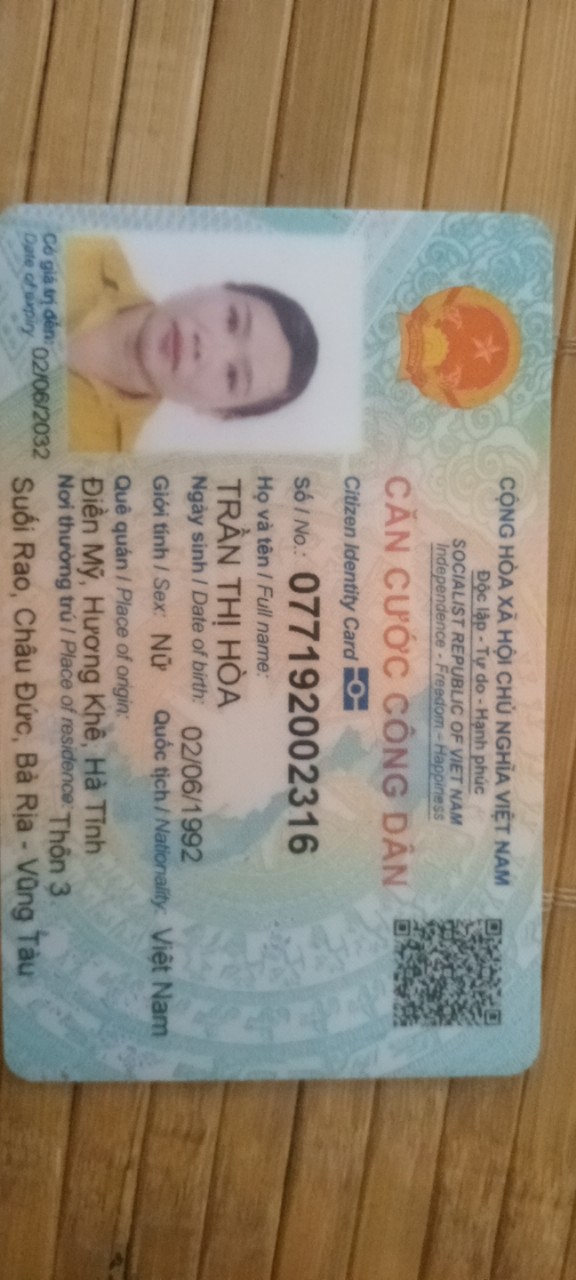 CỘNG HÒA XÃ HỘI CHỦ NGHĨA VIỆT NAM
Độc lập - Tự do - Hạnh phúc
SOCIALIST REPUBLIC OF VIET NAM
Independence - Freedom - Happiness
CĂN CƯỚC CÔNG DÂN
Citizen Identity Card
Số / No.: 077192002316
Họ và tên / Full name:
TRẦN THỊ HÒA
Ngày sinh / Date of birth: 02/06/1992
Giới tính / Sex: Nữ Quốc tịch / Nationality: Việt Nam
Quê quán / Place of origin:
Điền Mỹ, Hương Khê, Hà Tĩnh
Nơi thường trú / Place of residence: Thôn 3
Suối Rao, Châu Đức, Bà Rịa - Vũng Tàu
Có giá trị đến: 02/06/2032
Date of expiry